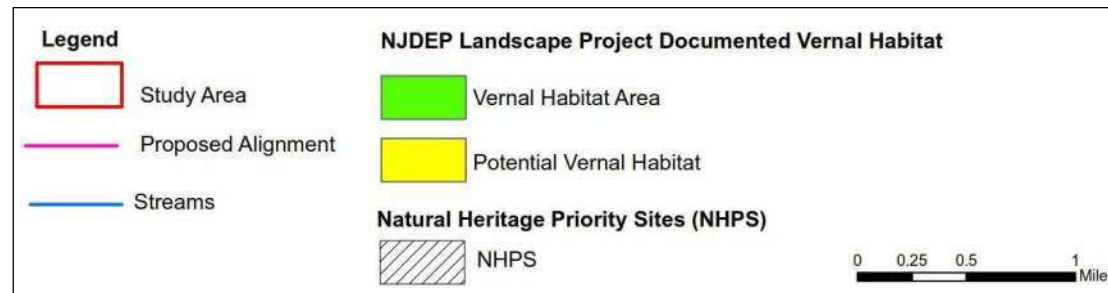 Legend
Study Area
Proposed Alignment
Streams
NJDEP Landscape Project Documented Vernal Habitat
Vernal Habitat Area
Potential Vernal Habitat
Natural Heritage Priority Sites (NHPS)
NHPS
0 0.25 0.5 1
Mile